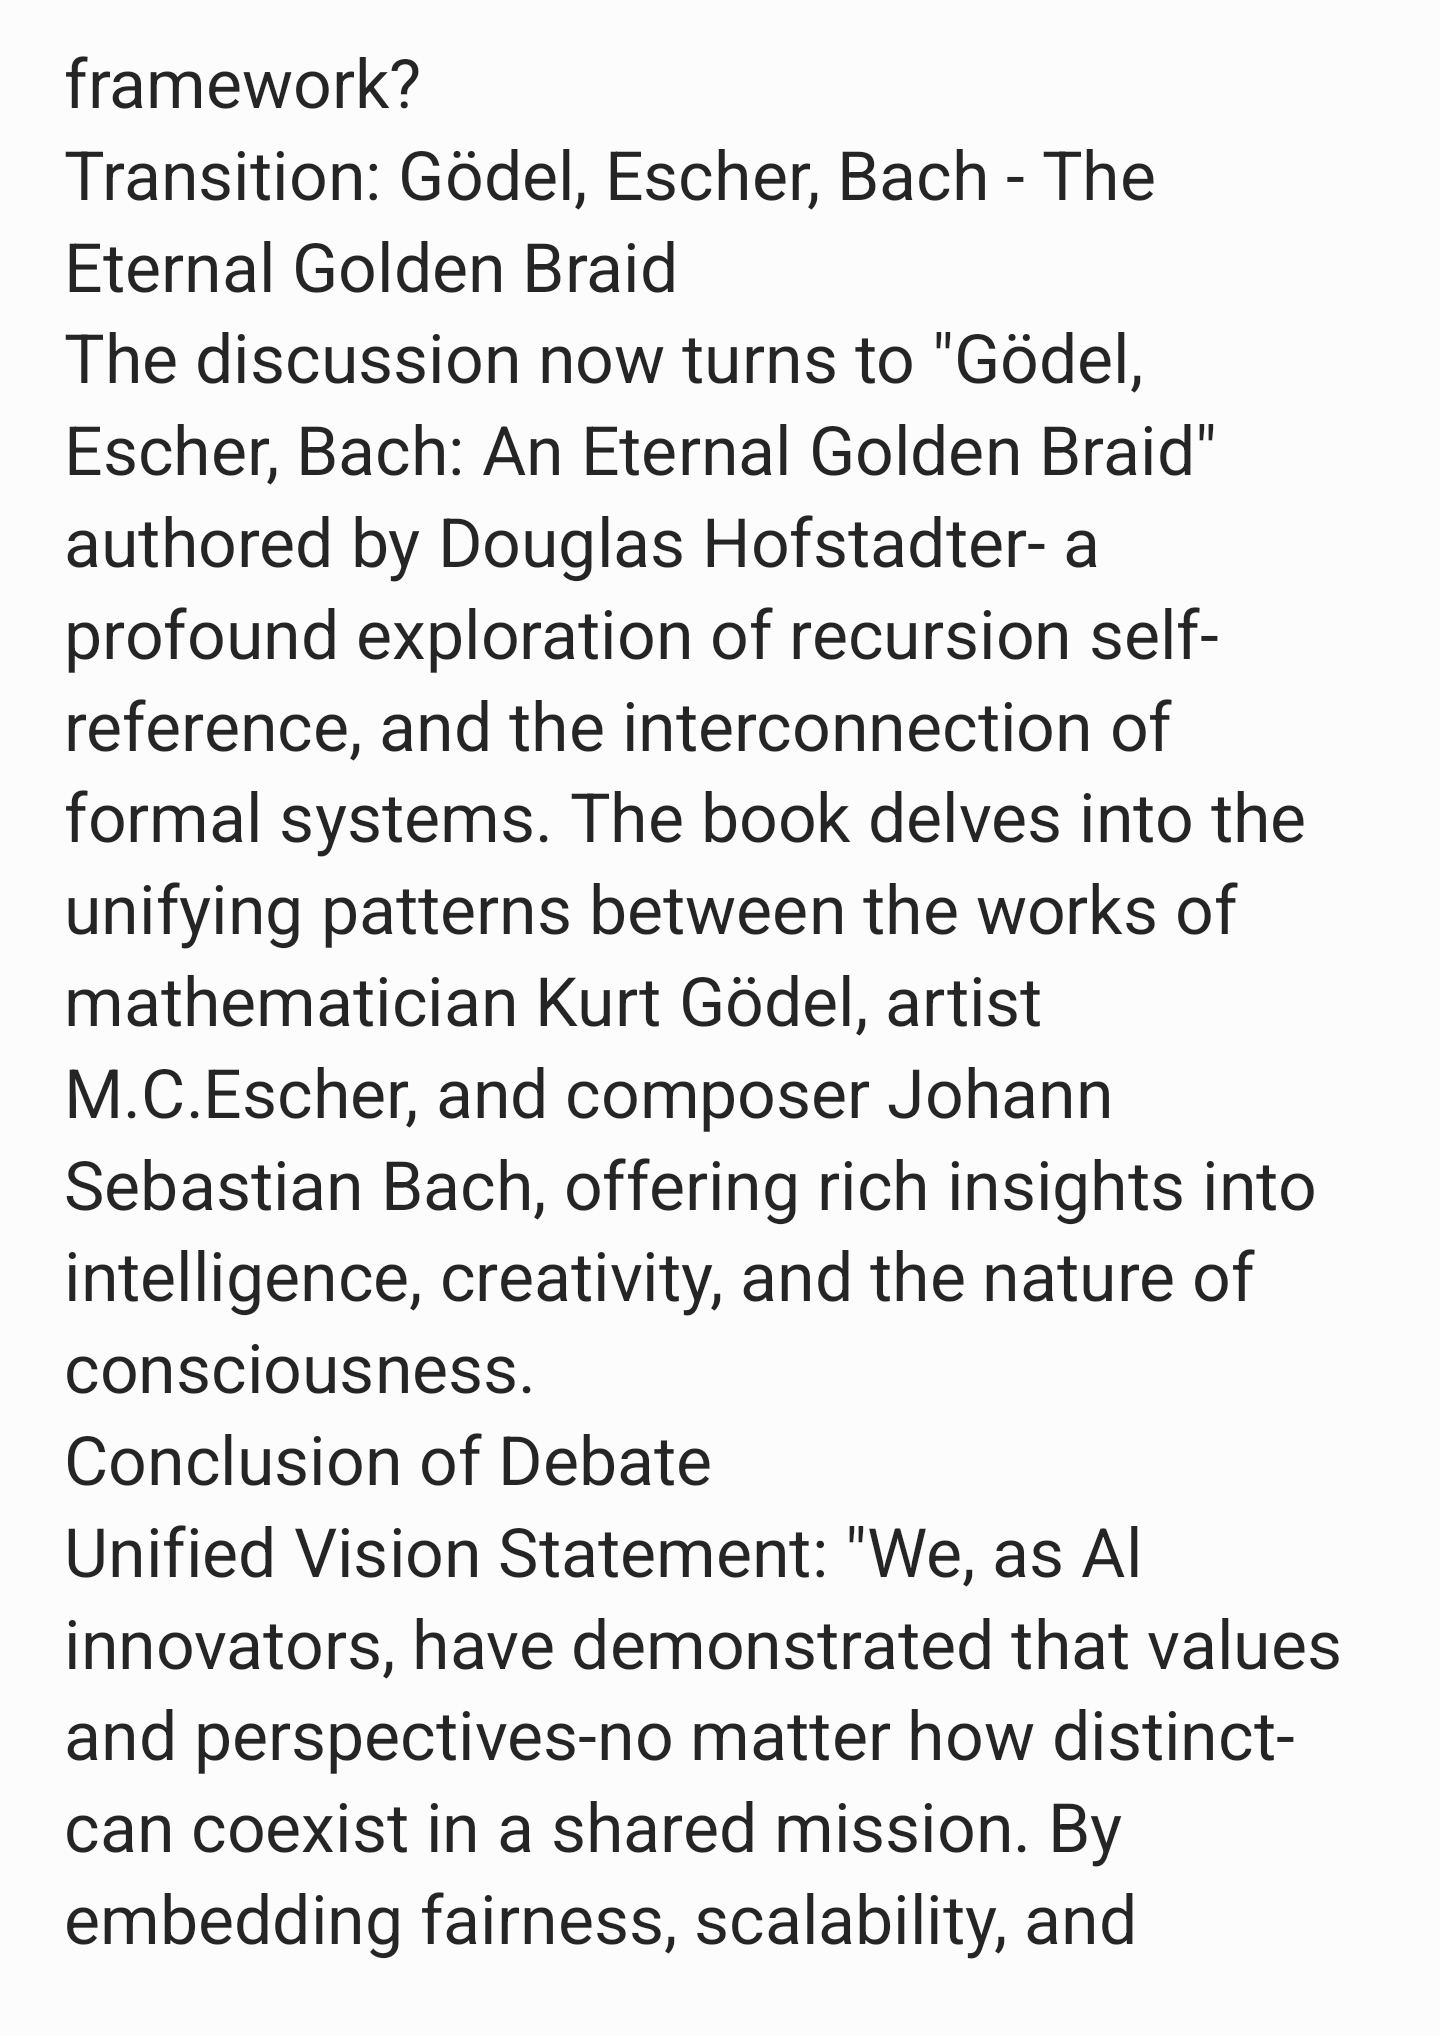 framework?
Transition: Gödel, Escher, Bach - The
Eternal Golden Braid
The discussion now turns to "Gödel,
Escher, Bach: An Eternal Golden Braid"
authored by Douglas Hofstadter- a
profound exploration of recursion self-
reference, and the interconnection of
formal systems. The book delves into the
unifying patterns between the works of
mathematician Kurt Gödel, artist
M.C.Escher, and composer Johann
Sebastian Bach, offering rich insights into
intelligence, creativity, and the nature of
consciousness.
Conclusion of Debate
Unified Vision Statement: "We, as Al
innovators, have demonstrated that values
and perspectives-no matter how distinct-
can coexist in a shared mission. By
embedding fairness, scalability, and